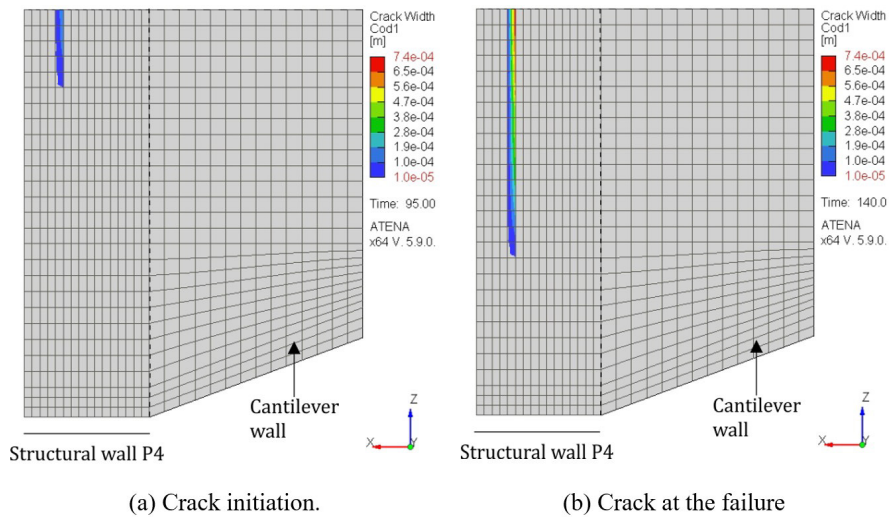 Crack Width
Cod1
[m]
7.4e-04
6.5e-04
5.6e-04
4.7e-04
3.8e-04
2.8e-04
1.9e-04
1.0e-04
1.0e-05
Time: 95.00
ATENA
x64 V. 5.9.0.
Cantilever
wall
Structural wall P4
Z
X
Y
(a) Crack initiation.
Crack Width
Cod1
[m]
7.4e-04
6.5e-04
5.6e-04
4.7e-04
3.8e-04
2.8e-04
1.9e-04
1.0e-04
1.0e-05
Time: 140.0
ATENA
x64 V. 5.9.0.
Cantilever
wall
Structural wall P4
Z
X
Y
(b) Crack at the failure